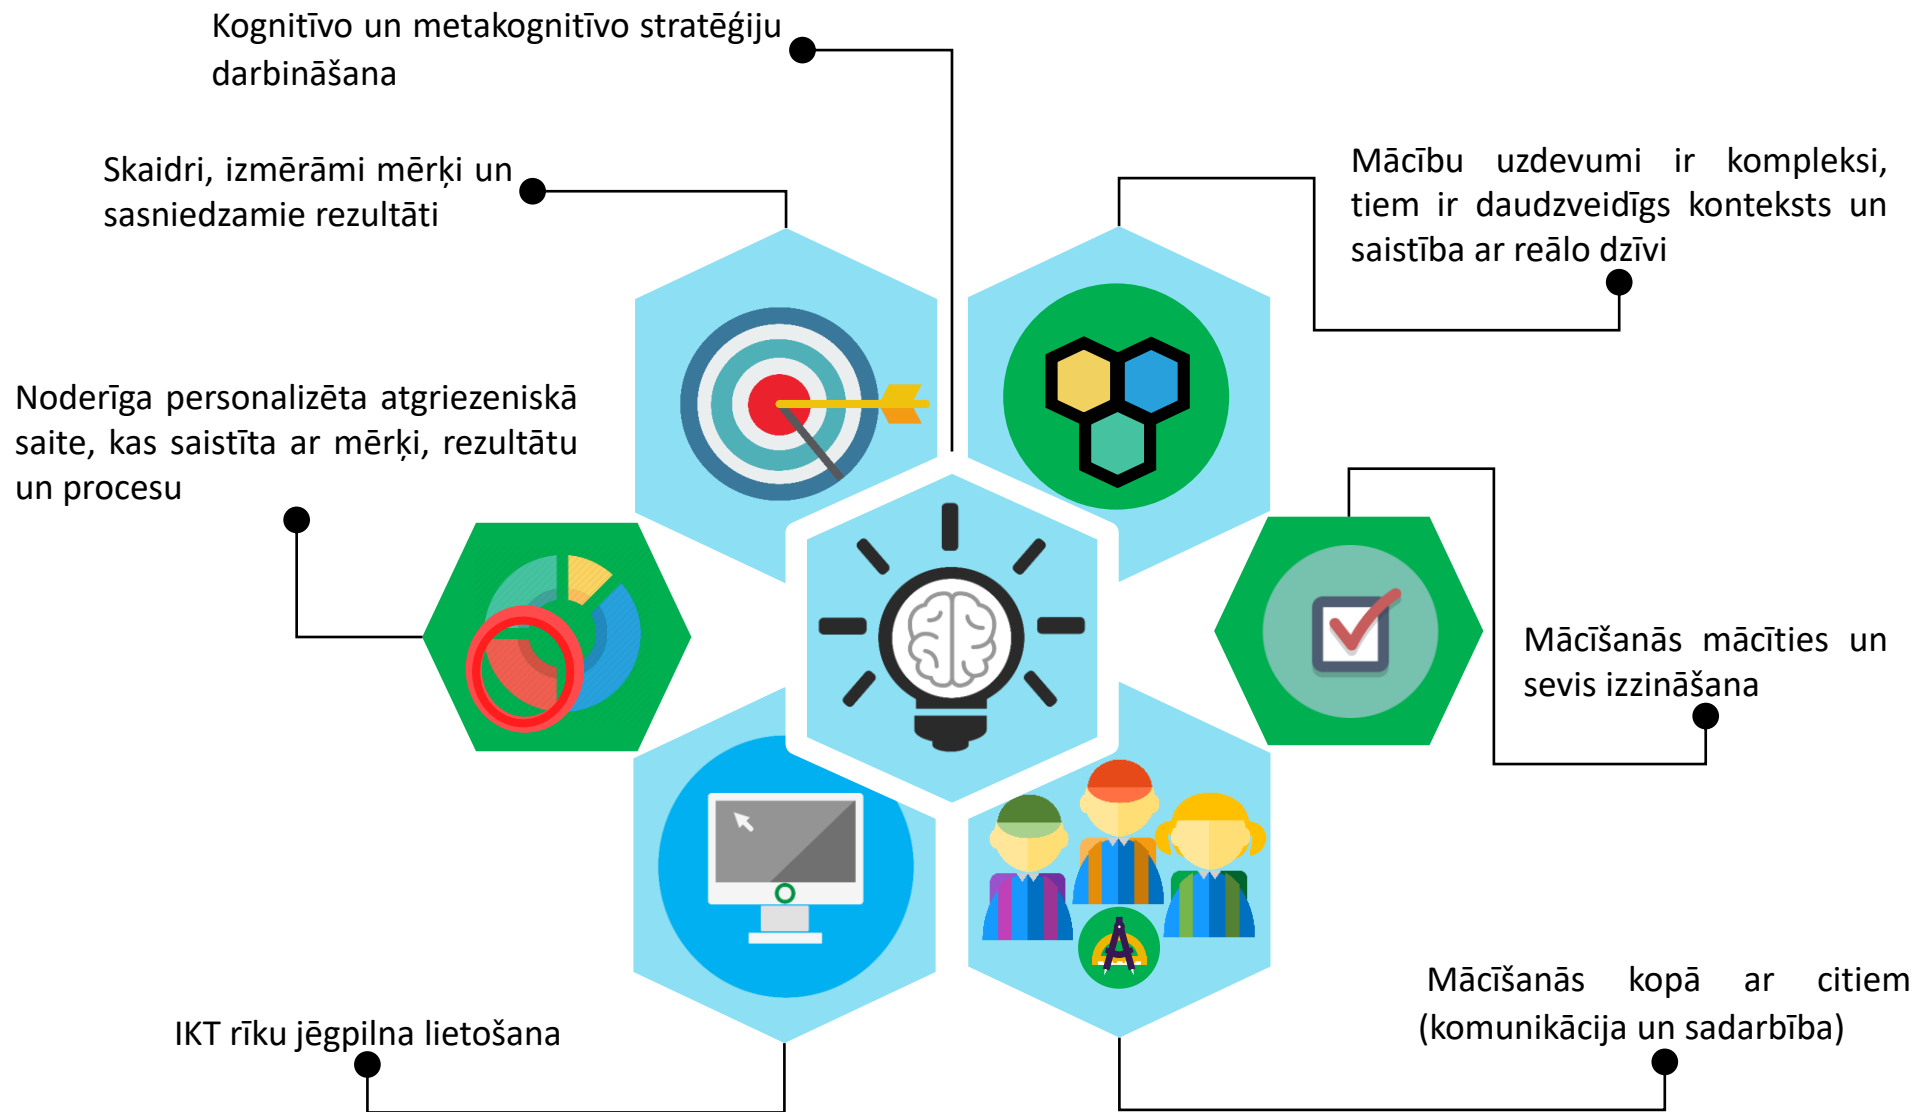 Kognitīvo un metakognitīvo stratēģiju
darbināšana
Skaidri, izmērāmi mērķi un
sasniedzamie rezultāti
Mācību uzdevumi ir kompleksi,
tiem ir daudzveidīgs konteksts un
saistība ar reālo dzīvi
Noderīga personalizēta atgriezeniskā
saite, kas saistīta ar mērķi, rezultātu
un procesu
Mācīšanās mācīties un
sevis izzināšana
IKT rīku jēgpilna lietošana
Mācīšanās kopā ar citiem
(komunikācija un sadarbība)